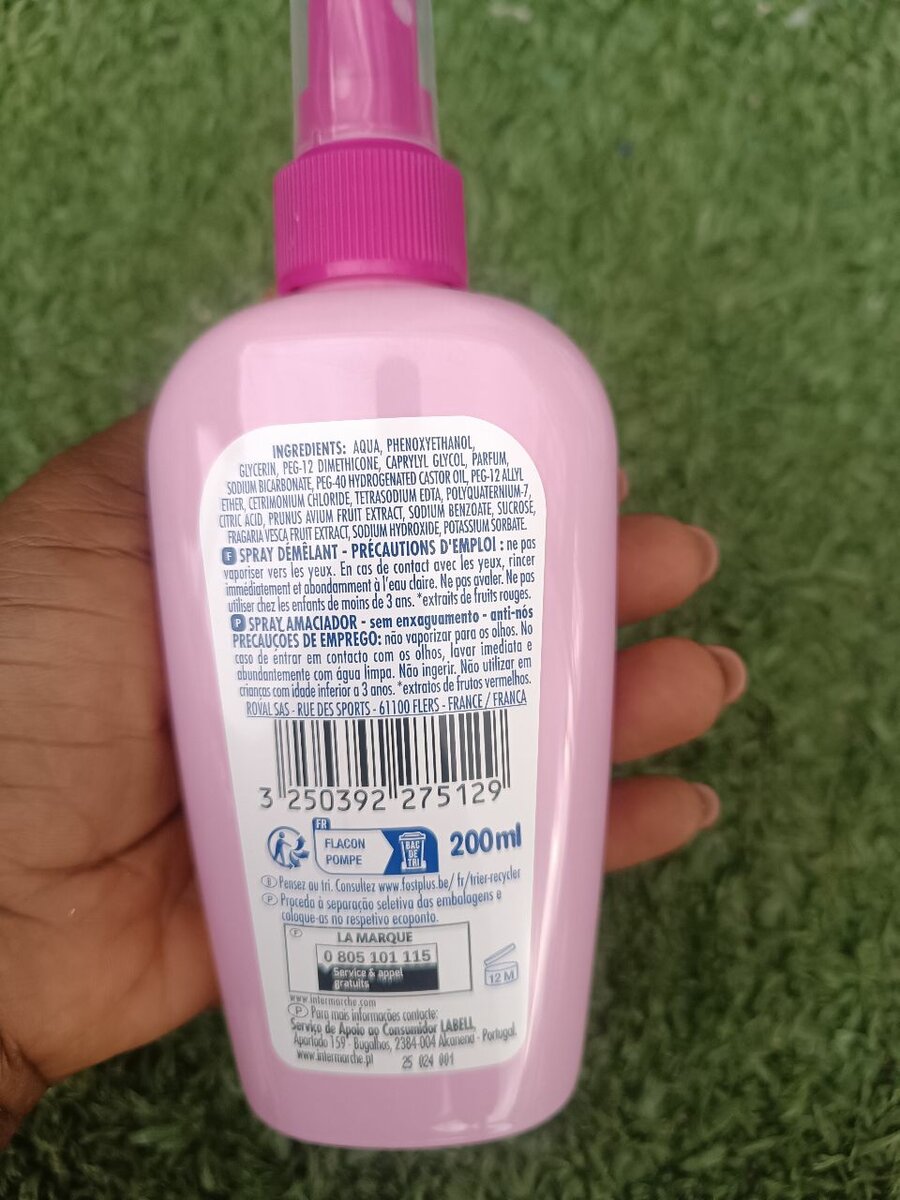 INGREDIENTS: AQUA, PHENOXYETHANOL,
GLYCERIN, PEG-12 DIMETHICONE, CAPRYLYL GLYCOL, PARFUM,
SODIUM BICARBONATE, PEG-40 HYDROGENATED CASTOR OIL, PEG-12 ALLYL
ETHER, CETRIMONIUM CHLORIDE, TETRASODIUM EDTA, POLYQUATERNIUM-7,
CITRIC ACID, PRUNUS AVIUM FRUIT EXTRACT, SODIUM BENZOATE, SUCROSE,
FRAGARIA VESCA FRUIT EXTRACT, SODIUM HYDROXIDE, POTASSIUM SORBATE.
F SPRAY DÉMÊLANT - PRÉCAUTIONS D'EMPLOI : ne pas
vaporiser vers les yeux. En cas de contact avec les yeux, rincer
immédiatement et abondamment à l'eau claire. Ne pas avaler. Ne pas
utiliser chez les enfants de moins de 3 ans. *extraits de fruits rouges.
P SPRAY AMACIADOR - sem enxaguamento - anti-nós
PRECAUÇÕES DE EMPREGO: não vaporizar para os olhos. No
caso de entrar em contacto com os olhos, lavar imediata e
abundantemente com água limpa. Não ingerir. Não utilizar em
crianças com idade inferior a 3 anos. *extratos de frutos vermelhos.
ROVAL SAS - RUE DES SPORTS - 61100 FLERS - FRANCE / FRANÇA
3 250392 275129
FR
FLACON
POMPE
BAC
DE
TRI
200ml
B Pensez au tri. Consultez www.fostplus.be/ fr/trier-recycler
P Proceda à separação seletiva das embalagens e
coloque-as no respetivo ecoponto.
F
LA MARQUE
0 805 101 115
Service & appel
gratuits
12 M
www.intermarche.com
P Para mais informações contacte:
Serviço de Apoio ao Consumidor LABELL,
Apartado 159 - Bugalhos, 2384-004 Alcanena - Portugal.
www.intermarche.pt
25 024 001